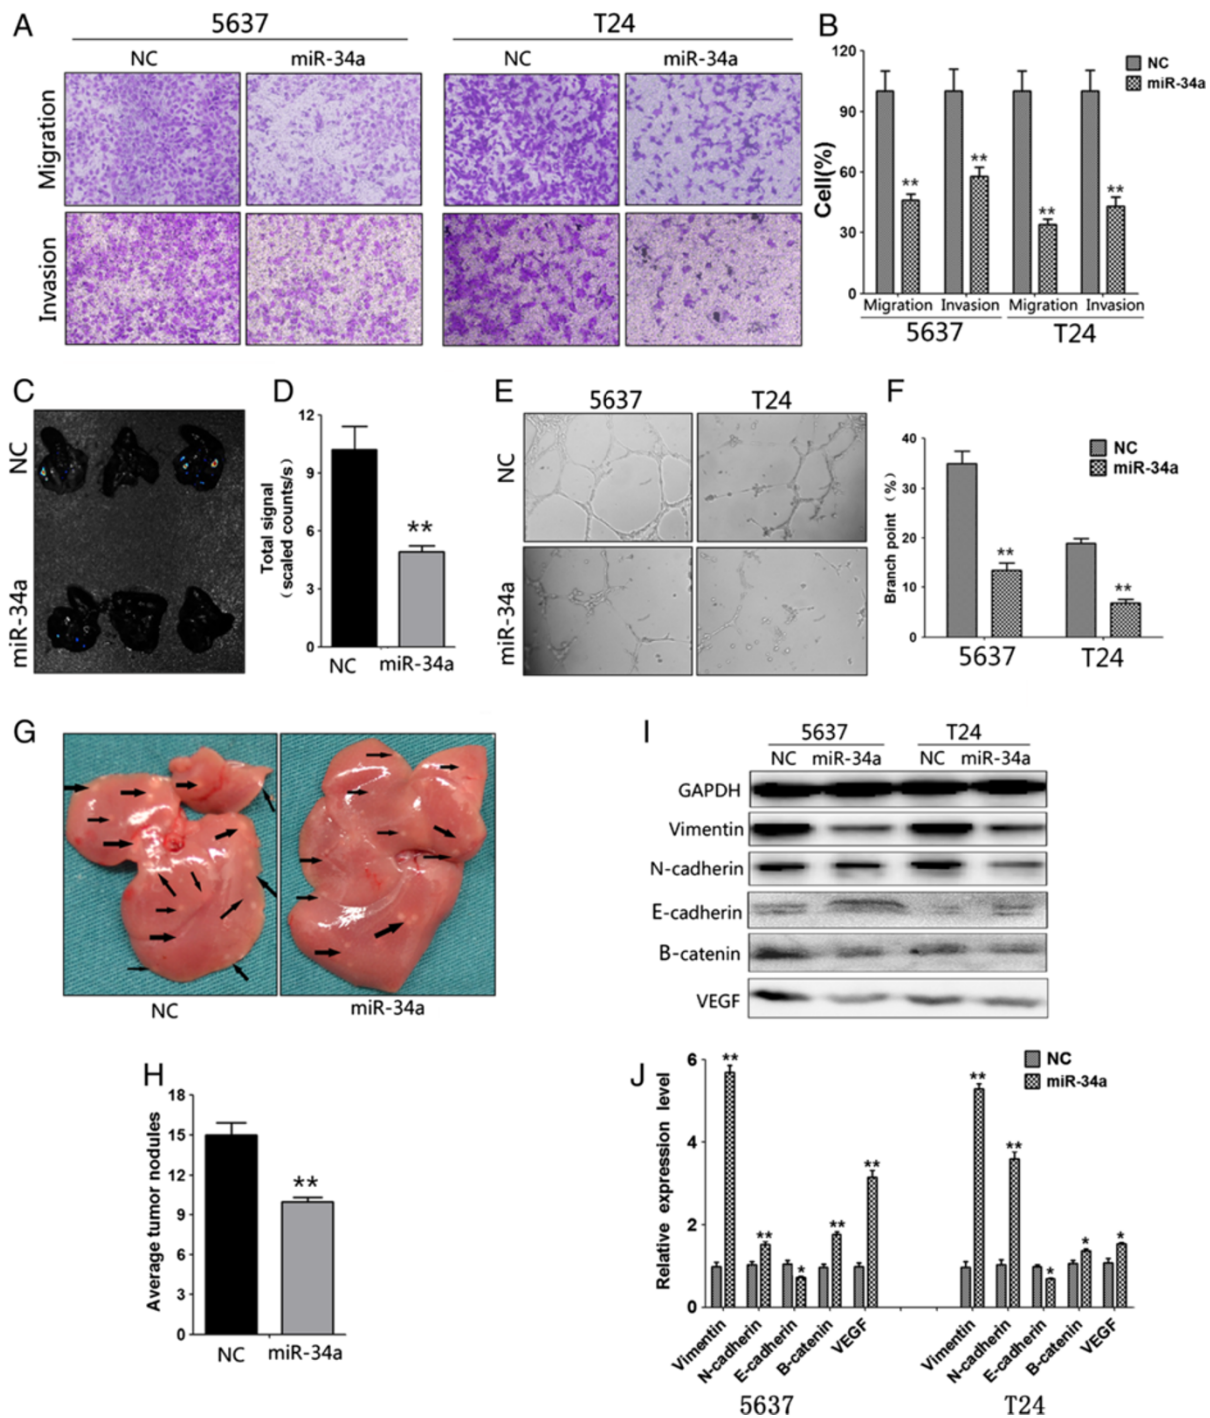 A
5637
T24
NC
miR-34a
NC
miR-34a
Migration
Invasion
B
120
90
60
30
0
Cell(%)
NC
miR-34a
**
**
**
**
Migration
Invasion
Migration
Invasion
5637
T24
C
NC
miR-34a
D
12
9
6
3
0
Total signal
(scaled counts/s)
**
NC
miR-34a
E
5637
T24
NC
miR-34a
F
40
30
20
10
0
Branch point (%)
NC
miR-34a
**
**
5637
T24
G
NC
miR-34a
H
18
15
12
9
6
3
0
Average tumor nodules
**
NC
miR-34a
I
5637
T24
NC
miR-34a
NC
miR-34a
GAPDH
Vimentin
N-cadherin
E-cadherin
B-catenin
VEGF
J
6
4
2
0
Relative expression level
NC
miR-34a
**
**
*
**
**
**
**
*
*
*
Vimentin
N-cadherin
E-cadherin
B-catenin
VEGF
Vimentin
N-cadherin
E-cadherin
B-catenin
VEGF
5637
T24